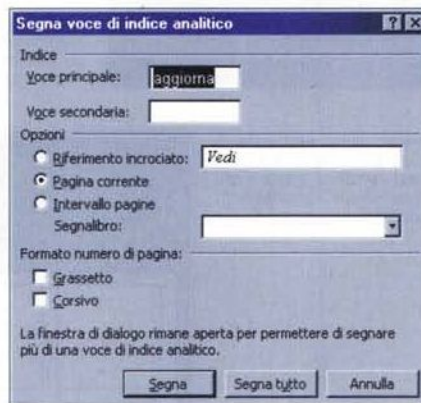 Segna voce di indice analitico
Indice
Voce principale: aggiorna
Voce secondaria:
Opzioni
Riferimento incrociato: Vedi
Pagina corrente
Intervallo pagine
Segnalibro:
Formato numero di pagina:
Grassetto
Corsivo
La finestra di dialogo rimane aperta per permettere di segnare
più di una voce di indice analitico.
Segna Segna tutto Annulla